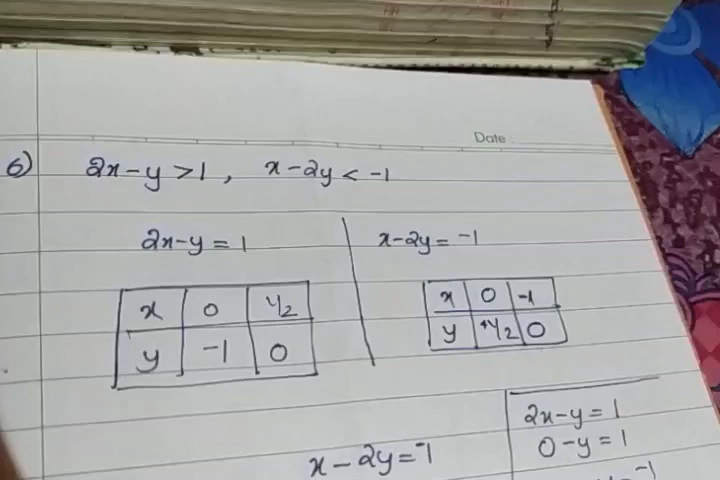 Date :
6) 2x-y>1, x-2y<-1
2x-y=1 x-2y=-1
x 0 1/2 x 0 -1
y -1 0 y +1/2 0
2x-y=1
0-y=1
x-2y=-1